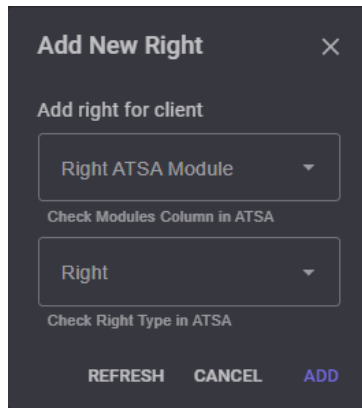 Add New Right
Add right for client
Right ATSA Module
Check Modules Column in ATSA
Right
Check Right Type in ATSA
REFRESH CANCEL ADD